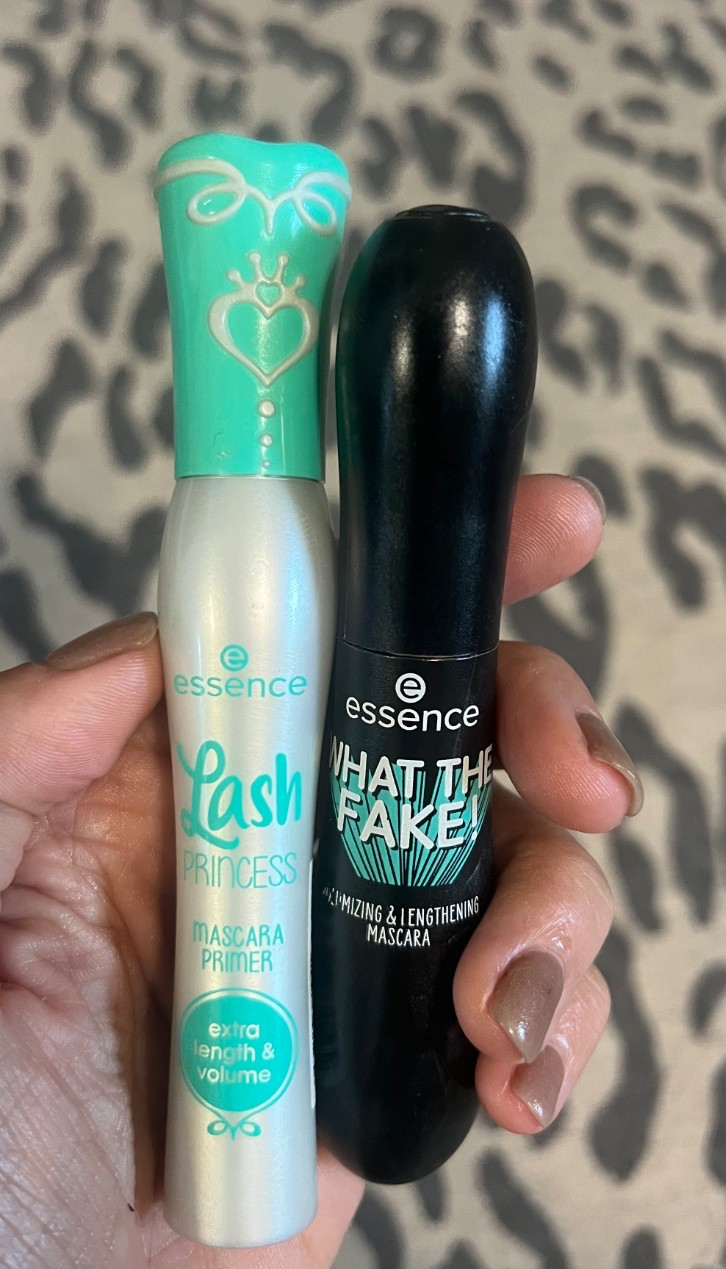 essence
Lash
PRINCESS
MASCARA
PRIMER
extra
length &
volume
essence
WHAT THE
FAKE!
& LENGTHENING
MASCARA